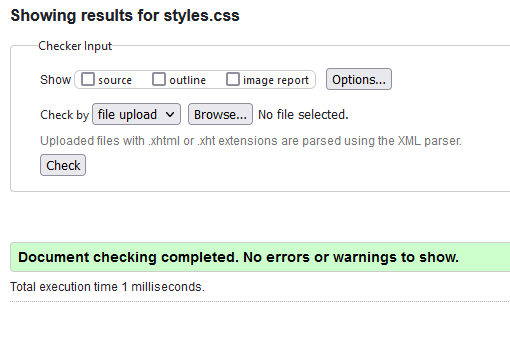 Showing results for styles.css
Checker Input
Show source outline image report Options...
Check by file upload Browse... No file selected.
Uploaded files with .xhtml or .xht extensions are parsed using the XML parser.
Check
Document checking completed. No errors or warnings to show.
Total execution time 1 milliseconds.